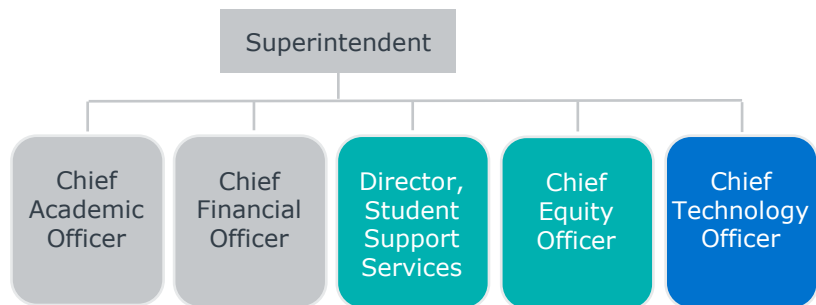 Superintendent
Chief
Academic
Officer
Chief
Financial
Officer
Director,
Student
Support
Services
Chief
Equity
Officer
Chief
Technology
Officer